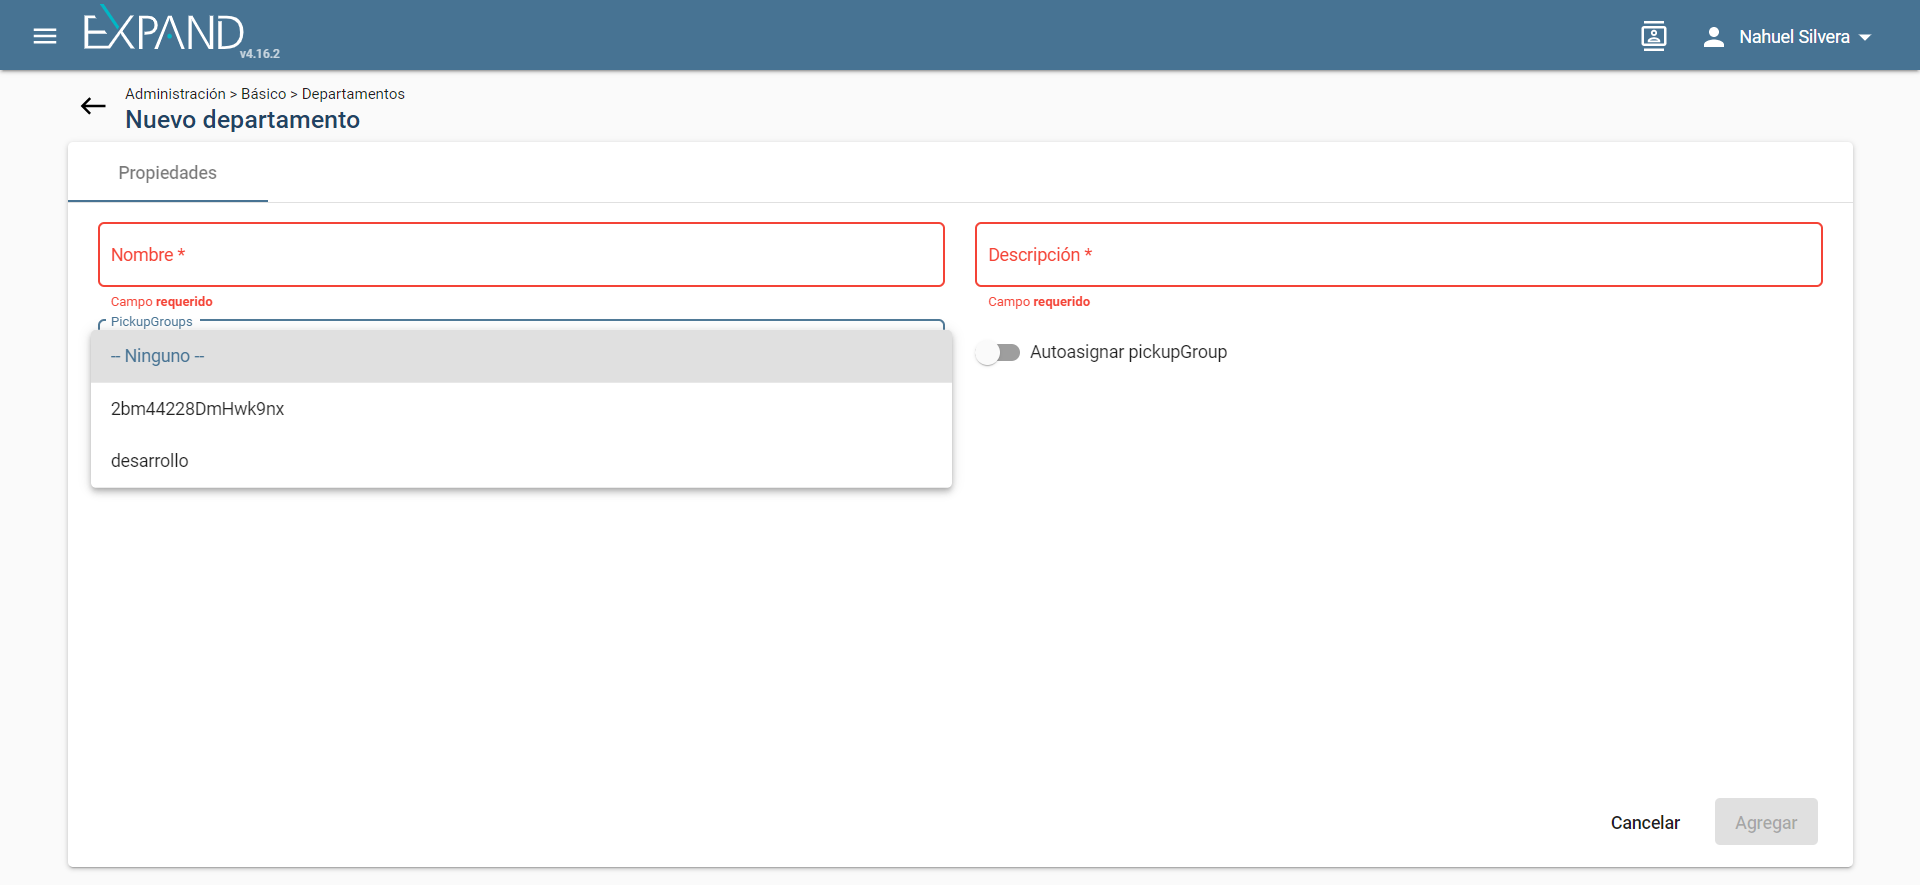 EXPAND
v4.16.2
Nahuel Silvera
Administración > Básico > Departamentos
Nuevo departamento
Propiedades
Nombre *
Descripción *
Campo requerido
Campo requerido
PickupGroups
-- Ninguno --
Autoasignar pickupGroup
2bm44228DmHwk9nx
desarrollo
Cancelar
Agregar